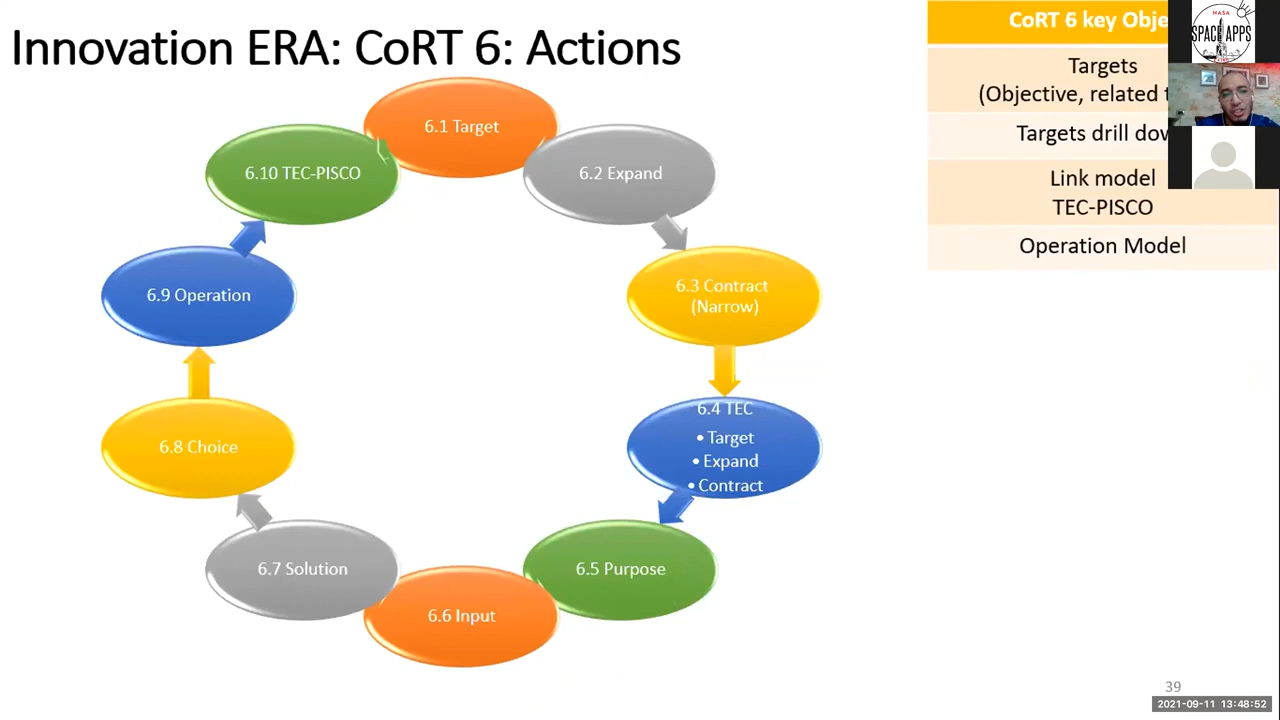 Innovation ERA: CoRT 6: Actions
6.1 Target
6.2 Expand
6.3 Contract
(Narrow)
6.4 TEC
• Target
• Expand
• Contract
6.5 Purpose
6.6 Input
6.7 Solution
6.8 Choice
6.9 Operation
6.10 TEC-PISCO
CoRT 6 key
Targets
(Objective, related
Targets drill
Link model
TEC-PISCO
Operation Model
NASA
SPACE APPS
39
2021-09-11 13:48:52